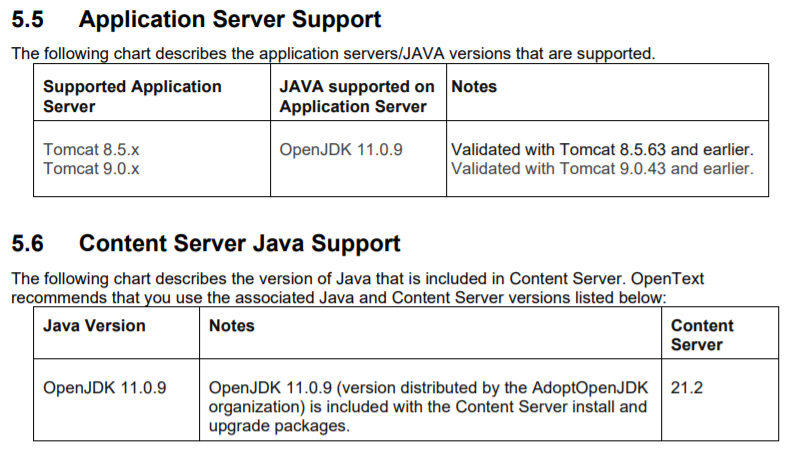 5.5 Application Server Support
The following chart describes the application servers/JAVA versions that are supported.
Supported Application Server
JAVA supported on Application Server
Notes
Tomcat 8.5.x
Tomcat 9.0.x
OpenJDK 11.0.9
Validated with Tomcat 8.5.63 and earlier.
Validated with Tomcat 9.0.43 and earlier.
5.6 Content Server Java Support
The following chart describes the version of Java that is included in Content Server. OpenText
recommends that you use the associated Java and Content Server versions listed below:
Java Version
Notes
Content
Server
OpenJDK 11.0.9
OpenJDK 11.0.9 (version distributed by the AdoptOpenJDK
organization) is included with the Content Server install and
upgrade packages.
21.2